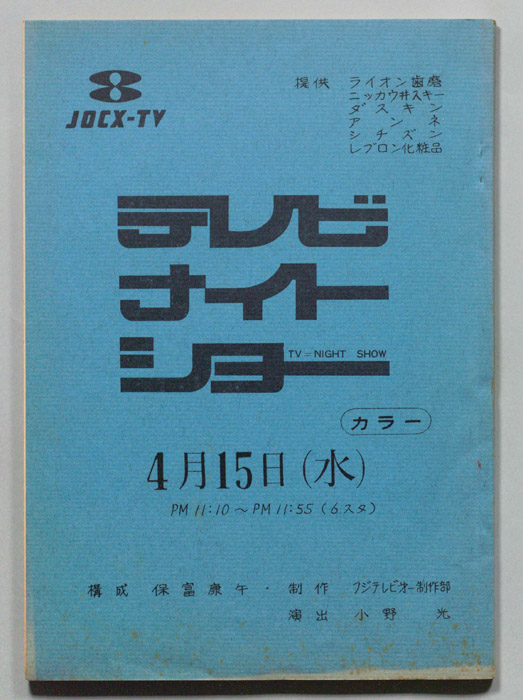 8
JOCX-TV
提供 ライオン歯磨
ニッカウ井スキー
ダスキン
アンネ
シチズン
レブロン化粧品
テレビ
ナイト
ショー
TV=NIGHT SHOW
カラー
4月15日(水)
PM 11:10〜PM 11:55(6スタ)
構成 保富康午・制作 フジテレビオー制作部
演出 小野 光